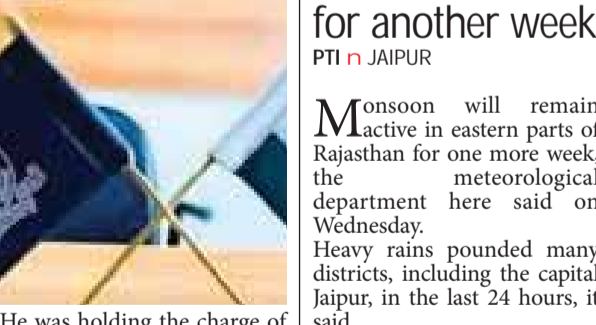 for another week
PTI n JAIPUR
Monsoon will remain
active in eastern parts of
Rajasthan for one more week,
the meteorological
department here said on
Wednesday.
Heavy rains pounded many
districts, including the capital
Jaipur, in the last 24 hours, it
said
He was holding the charge of